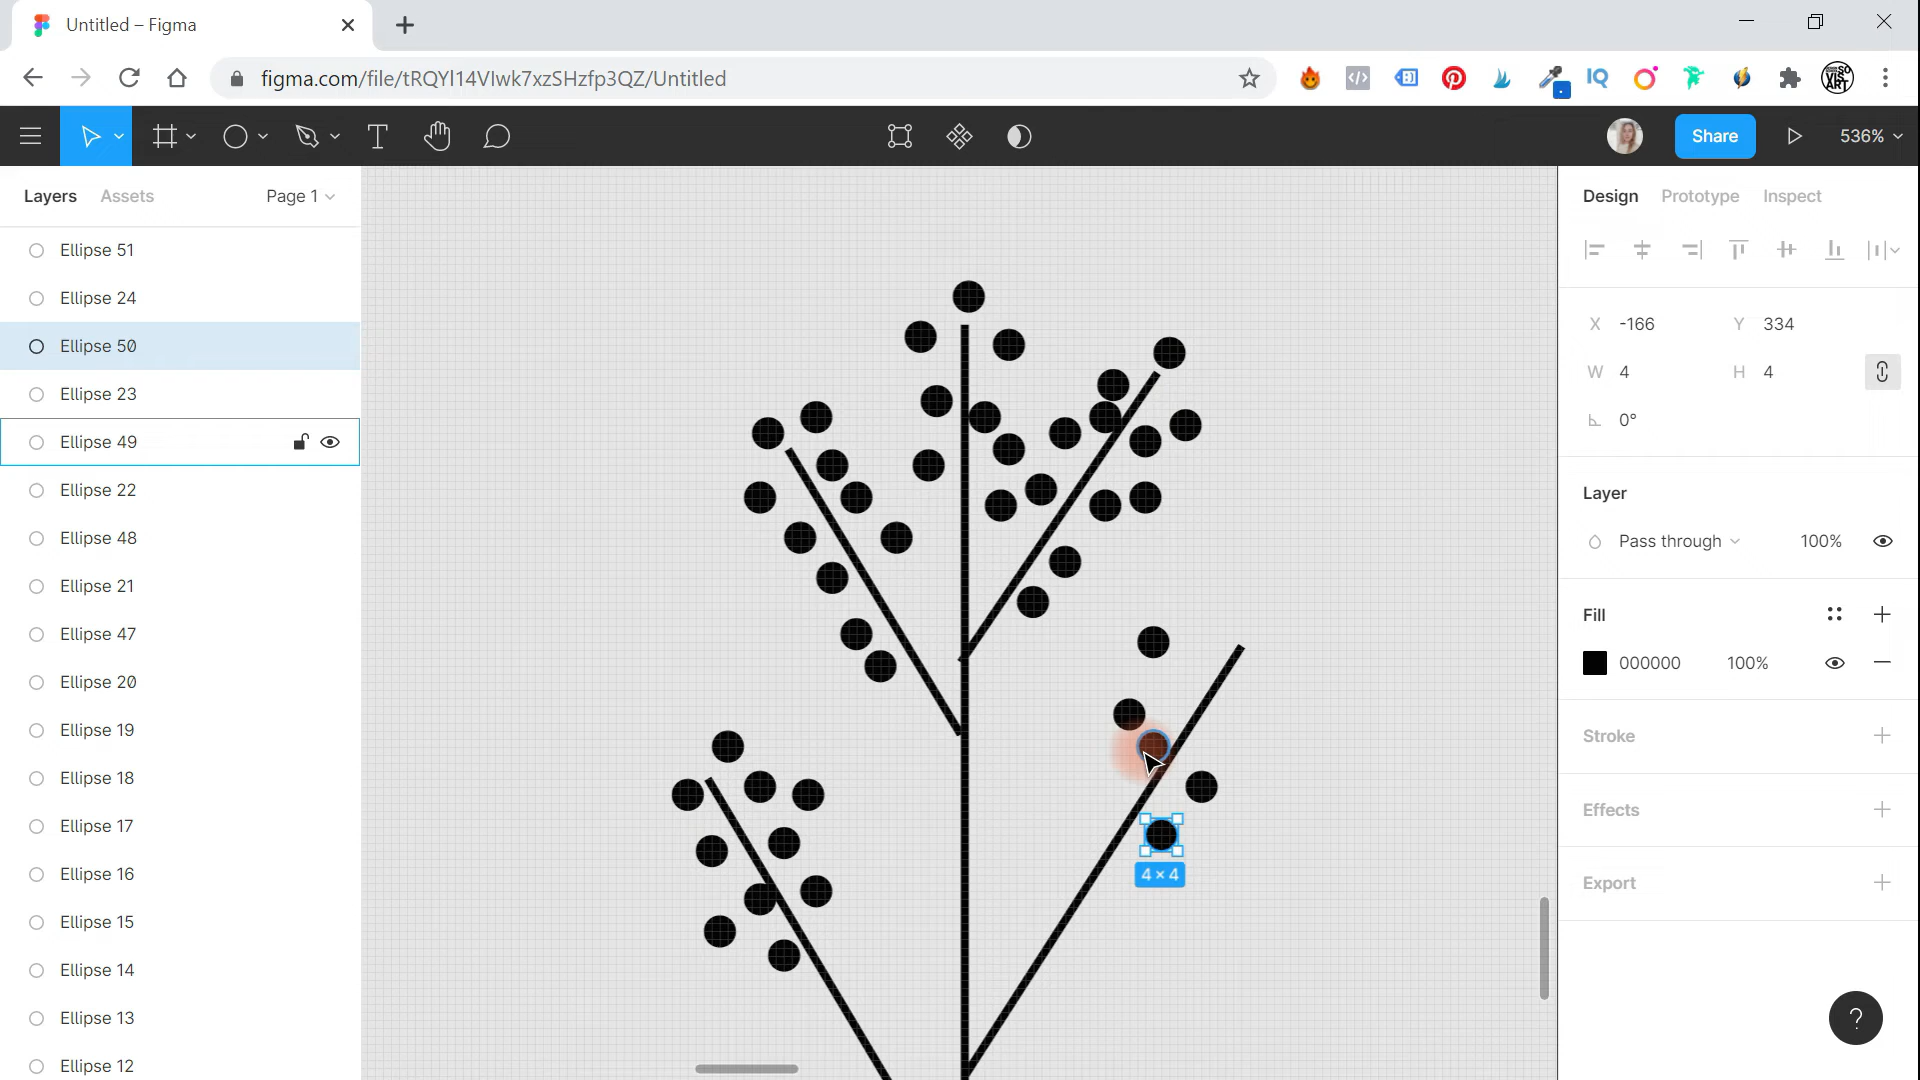 Untitled – Figma
figma.com/file/tRQYl14VIwk7xzSHzfp3QZ/Untitled
Share
536%
Layers
Assets
Page 1
Ellipse 51
Ellipse 24
Ellipse 50
Ellipse 23
Ellipse 49
Ellipse 22
Ellipse 48
Ellipse 21
Ellipse 47
Ellipse 20
Ellipse 19
Ellipse 18
Ellipse 17
Ellipse 16
Ellipse 15
Ellipse 14
Ellipse 13
Ellipse 12
4 × 4
Design
Prototype
Inspect
X -166
Y 334
W 4
H 4
0°
Layer
Pass through
100%
Fill
000000
100%
Stroke
Effects
Export
?